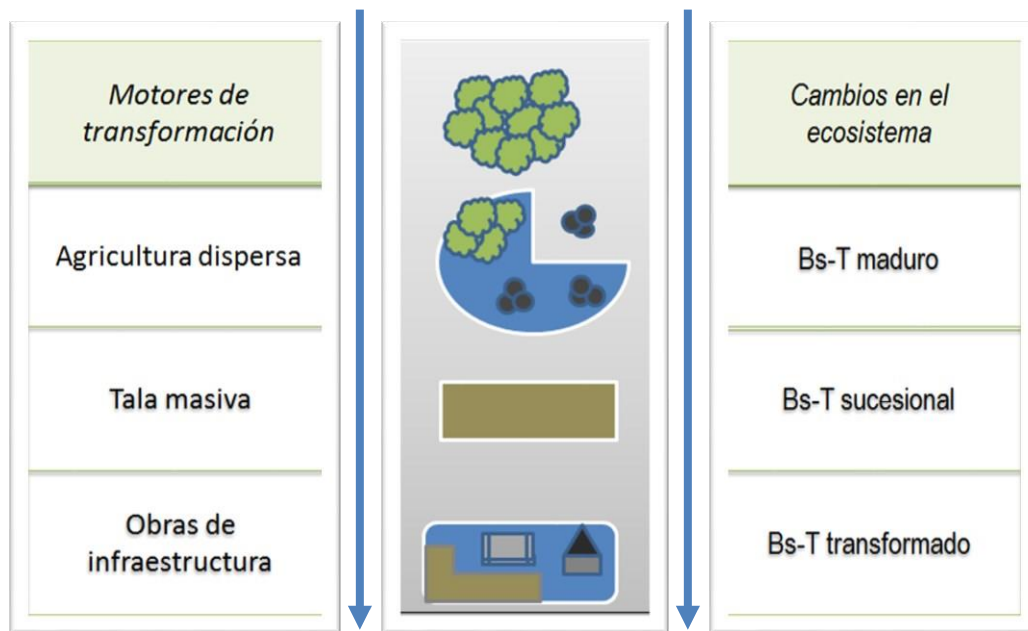 Motores de
transformación
Agricultura dispersa
Tala masiva
Obras de
infraestructura
Cambios en el
ecosistema
Bs-T maduro
Bs-T sucesional
Bs-T transformado